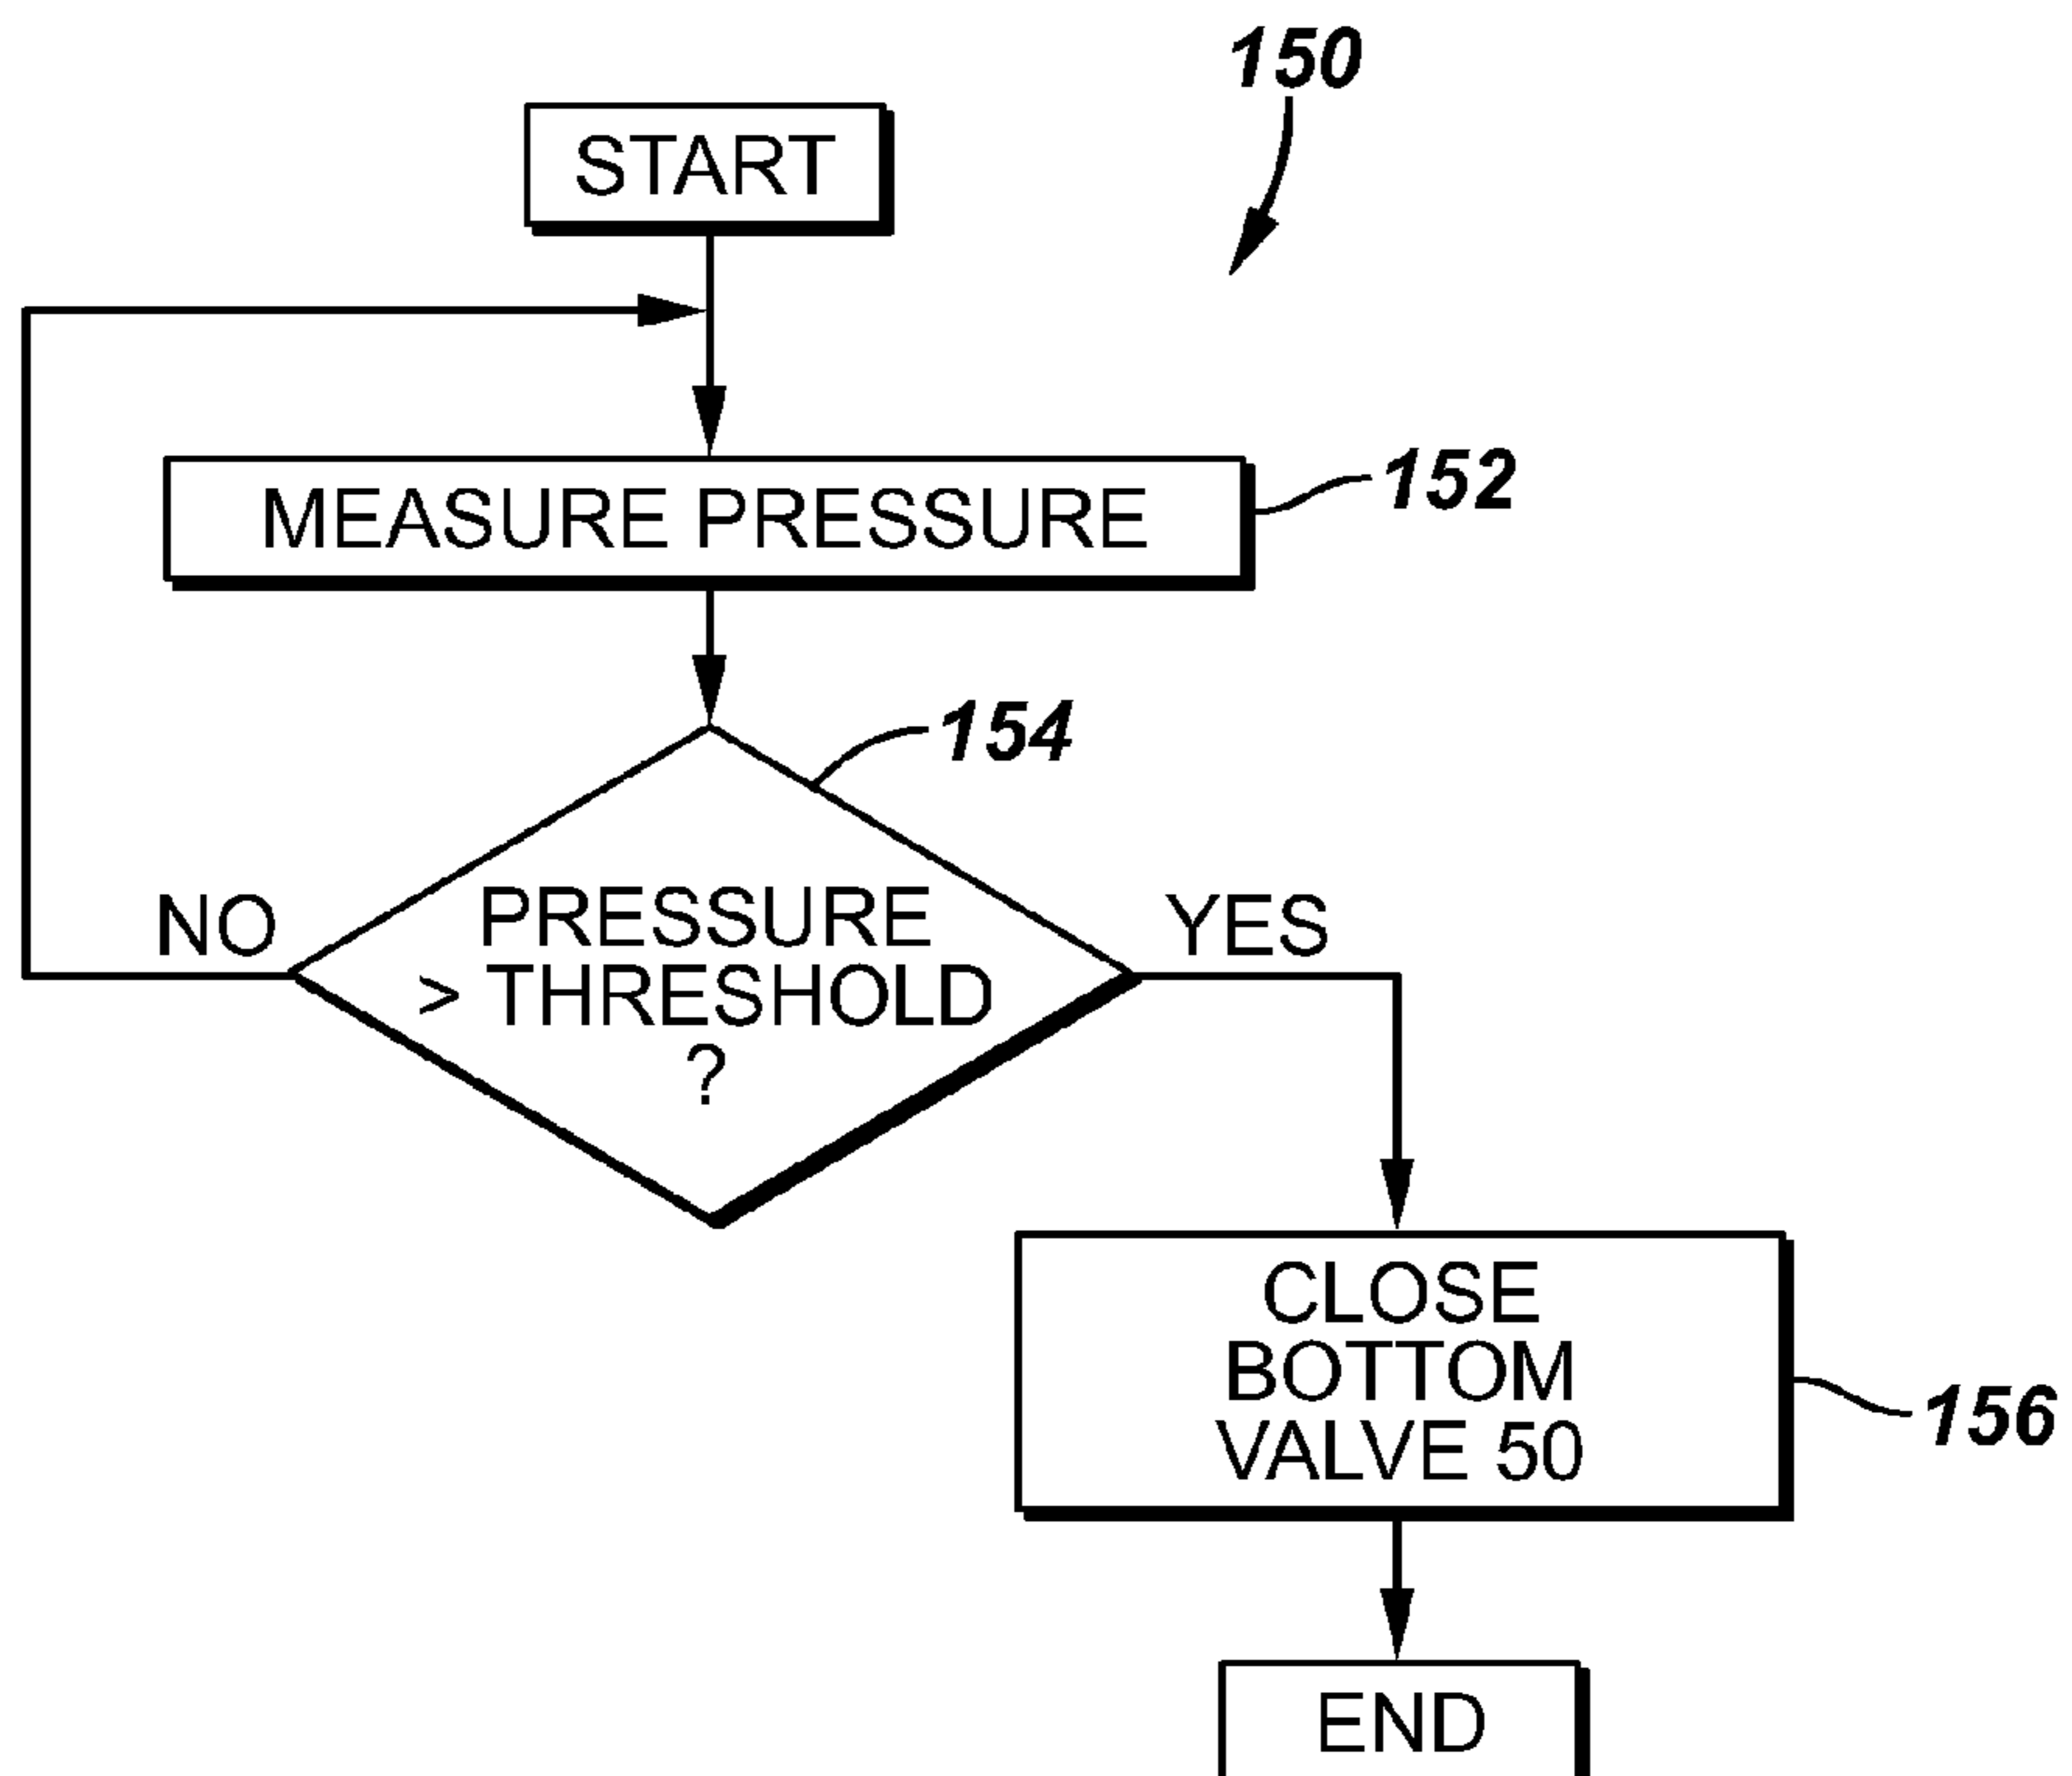 150
START
MEASURE PRESSURE
152
154
NO
PRESSURE
> THRESHOLD
?
YES
CLOSE
BOTTOM
VALVE 50
156
END